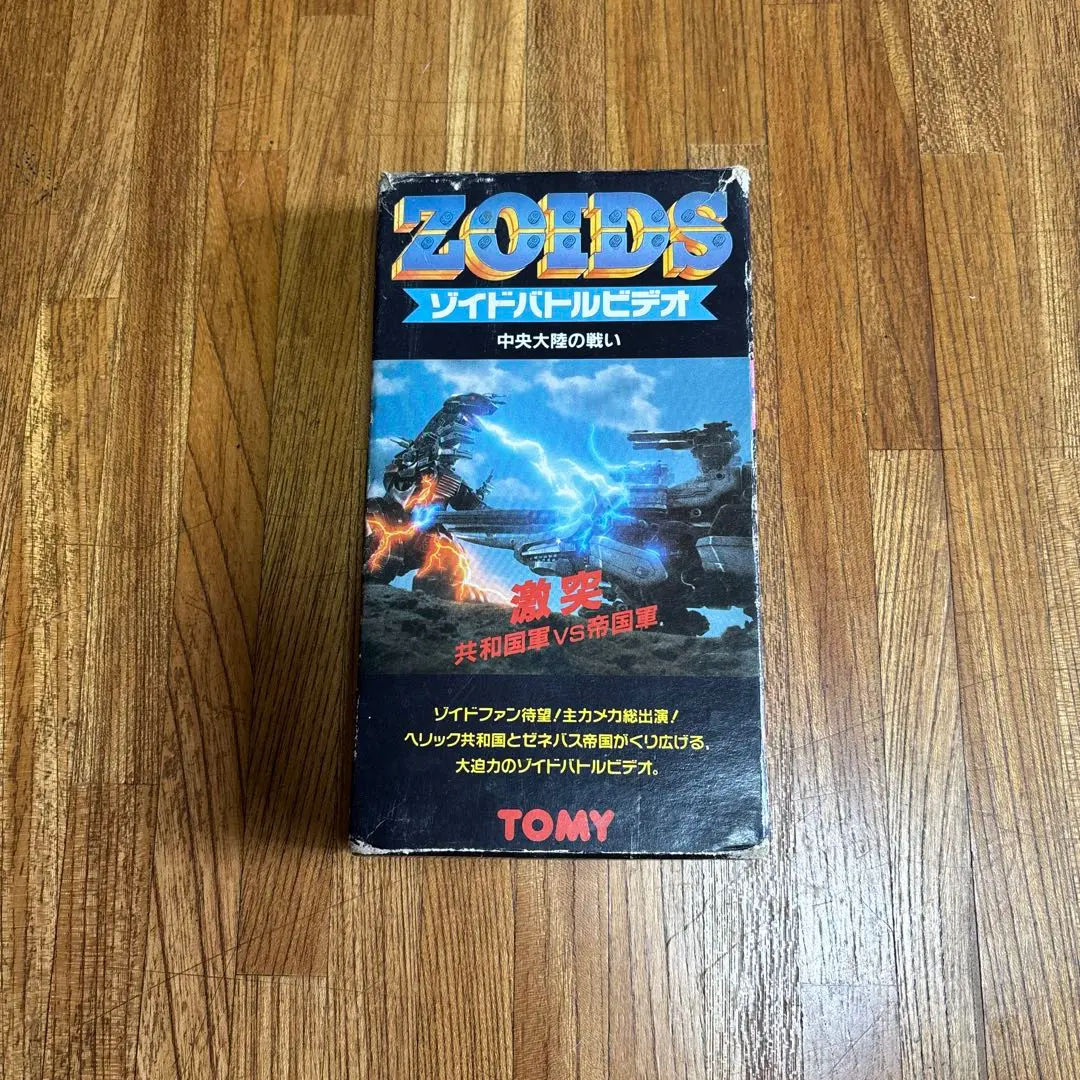 ZOIDS
ゾイドバトルビデオ
中央大陸の戦い
激突
共和国軍VS帝国軍
ゾイドファン待望!主力メカ総出演!
ヘリック共和国とゼネバス帝国がくり広げる、
大迫力のゾイドバトルビデオ。
TOMY